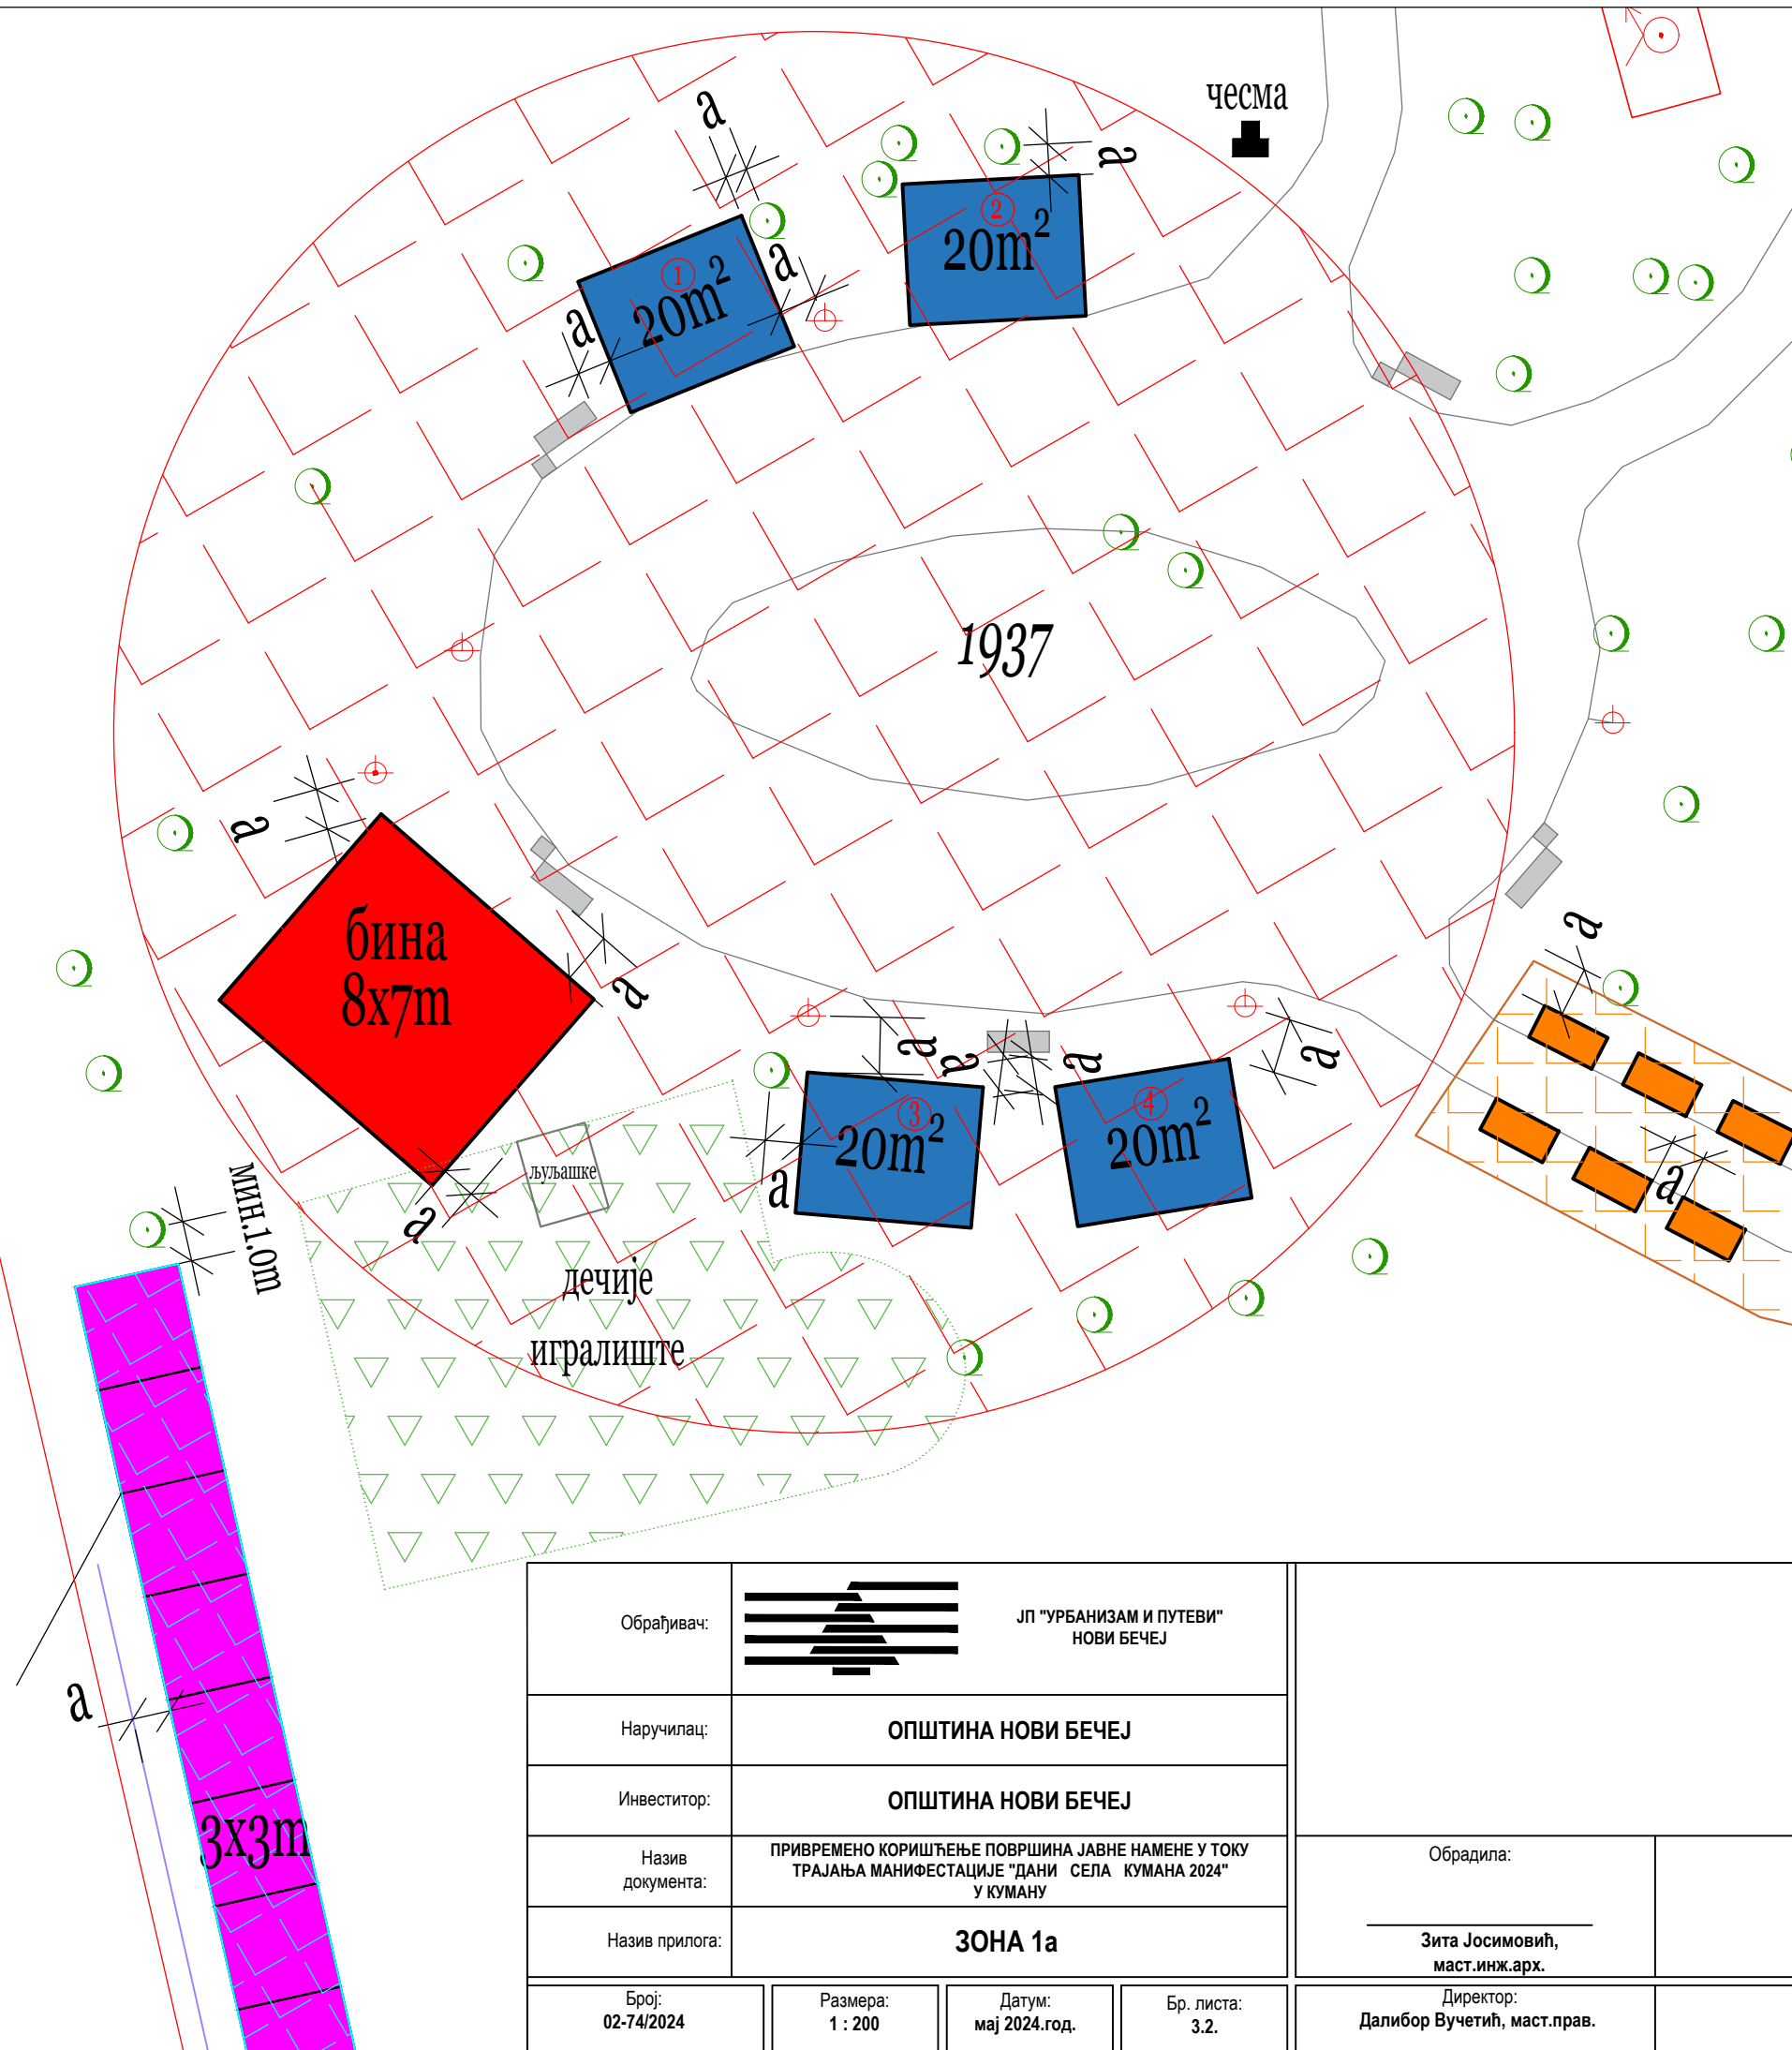 чесма
a
a
a
a
1
20m²
2
20m²
1937
a
бина
8x7m
a
a
a
a
a
a
a
3
20m²
4
20m²
a
a
љуљашке
мин.1.0m
a
дечије
игралиште
a
3x3m
Обрађивач:
ЈП "УРБАНИЗАМ И ПУТЕВИ"
НОВИ БЕЧЕЈ
Наручилац:
ОПШТИНА НОВИ БЕЧЕЈ
Инвеститор:
ОПШТИНА НОВИ БЕЧЕЈ
Назив
документа:
ПРИВРЕМЕНО КОРИШЋЕЊЕ ПОВРШИНА ЈАВНЕ НАМЕНЕ У ТОКУ
ТРАЈАЊА МАНИФЕСТАЦИЈЕ "ДАНИ СЕЛА КУМАНА 2024"
У КУМАНУ
Назив прилога:
ЗОНА 1а
Обрадила:
Зита Јосимовић,
маст.инж.арх.
Број:
02-74/2024
Размера:
1 : 200
Датум:
мај 2024.год.
Бр. листа:
3.2.
Директор:
Далибор Вучетић, маст.прав.